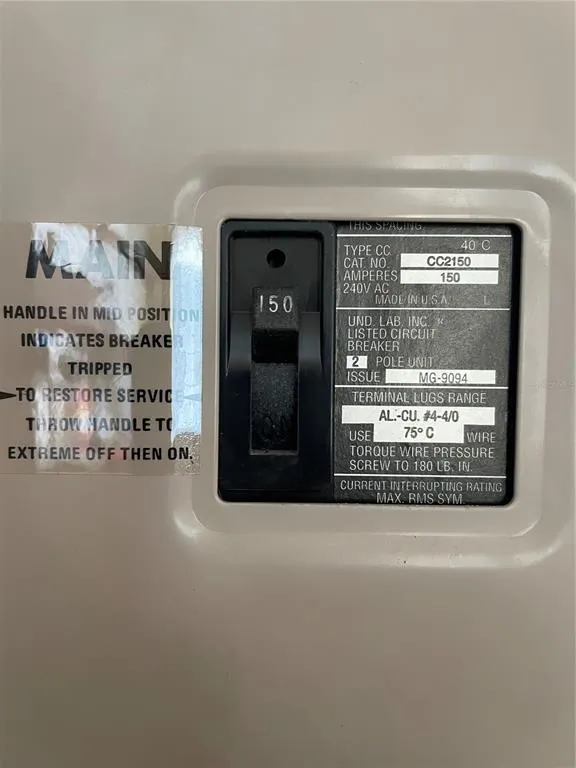 MAIN
HANDLE IN MID POSITION
INDICATES BREAKER
TRIPPED
TO RESTORE SERVICE
THROW HANDLE TO
EXTREME OFF THEN ON.
150
ON
THIS SPACING.
TYPE CC 40°C
CAT. NO. CC2150
AMPERES 150
240V AC
MADE IN U.S.A. L
UND. LAB. INC.
LISTED CIRCUIT
BREAKER
2 POLE UNIT
ISSUE MG-9094
TERMINAL LUGS RANGE
AL.-CU. #4-4/0
USE 75°C WIRE
TORQUE WIRE PRESSURE
SCREW TO 180 LB. IN.
CURRENT INTERRUPTING RATING
MAX. RMS SYM.